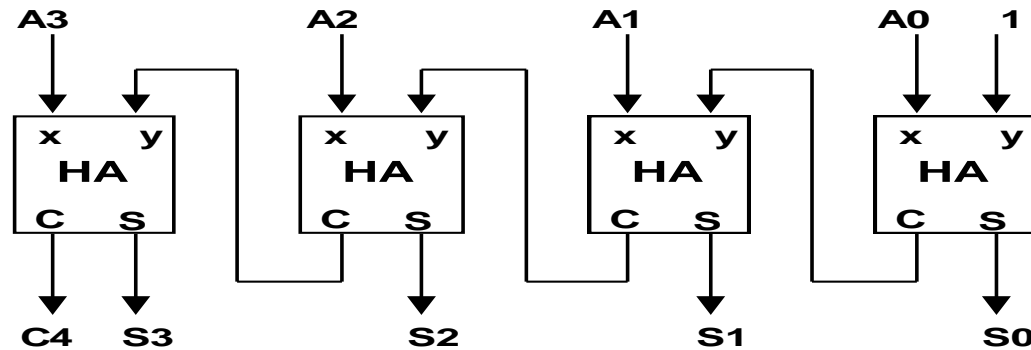 A3 A2 A1 A0 1
x y x y x y x y
HA HA HA HA
C S C S C S C S
C4 S3 S2 S1 S0